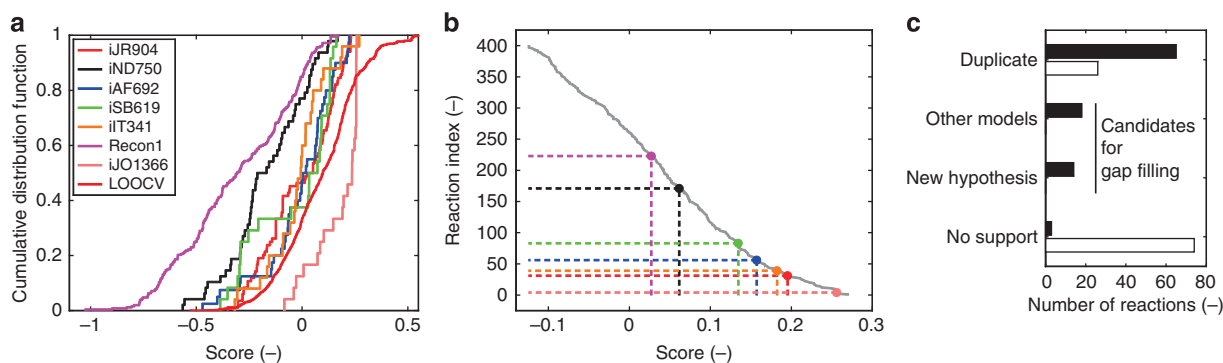 a
Cumulative distribution function
1
0.8
0.6
0.4
0.2
0
iJR904
iND750
iAF692
iSB619
iIT341
Recon1
iJO1366
LOOCV
–1
–0.5
0
0.5
Score (–)
b
Reaction index (–)
400
350
300
250
200
150
100
50
0
–0.1
0
0.1
0.2
0.3
Score (–)
c
Duplicate
Other models
New hypothesis
No support
Candidates
for
gap filling
0 20 40 60 80
Number of reactions (–)